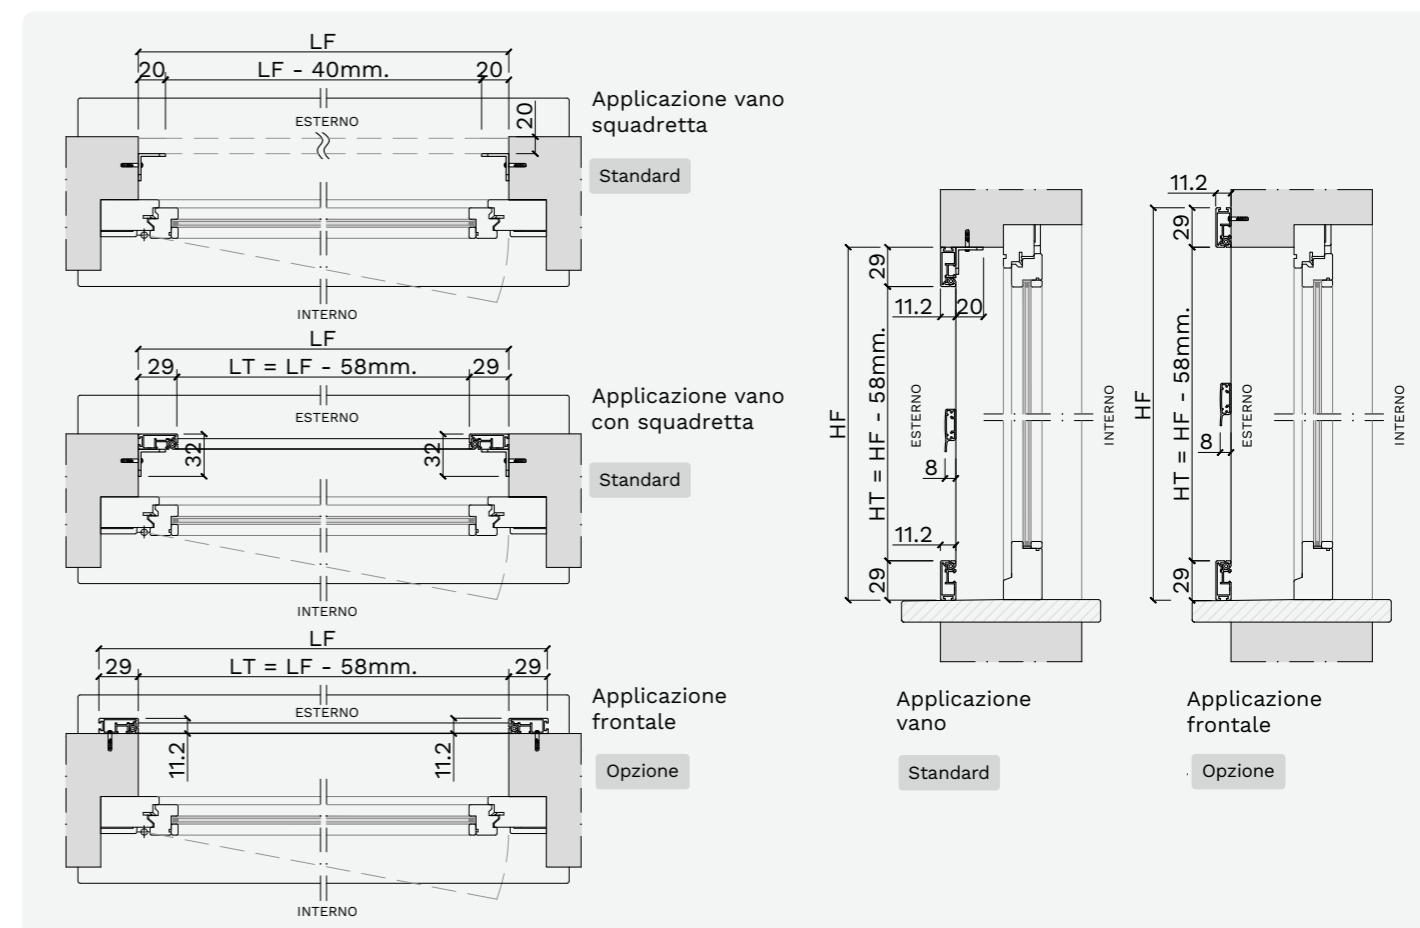 LF
20
LF - 40mm.
20
ESTERNO
20
Applicazione vano
squadretta
Standard
INTERNO
LF
29
LT = LF - 58mm.
29
ESTERNO
32
32
Applicazione vano
con squadretta
Standard
INTERNO
LF
29
LT = LF - 58mm.
29
ESTERNO
11.2
11.2
Applicazione
frontale
Opzione
INTERNO
29
11.2
20
HF
HT = HF - 58mm.
ESTERNO
INTERNO
8
11.2
29
Applicazione
vano
Standard
11.2
29
HF
HT = HF - 58mm.
ESTERNO
INTERNO
8
29
Applicazione
frontale
Opzione